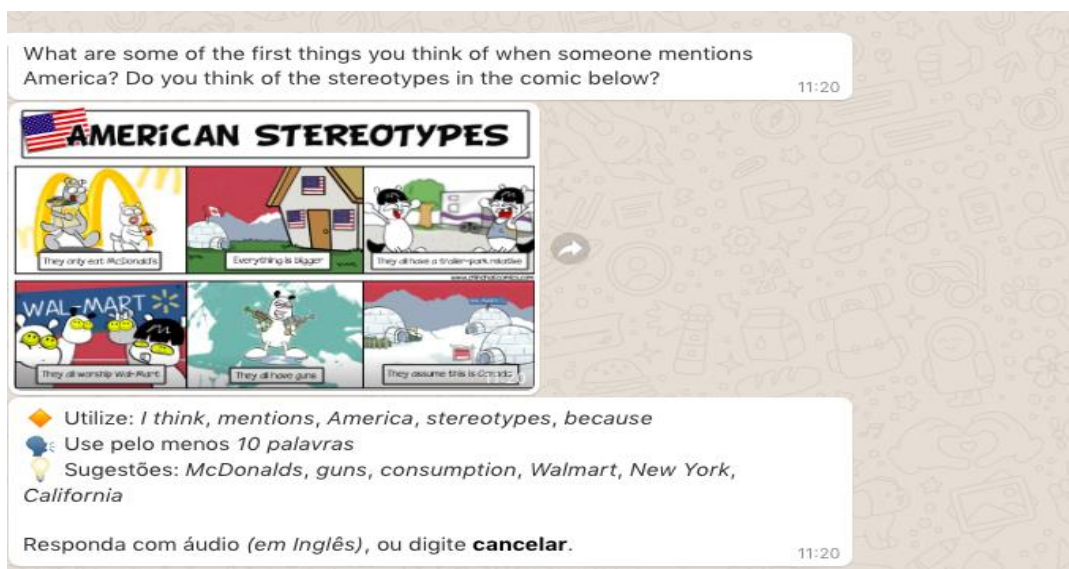 What are some of the first things you think of when someone mentions
America? Do you think of the stereotypes in the comic below?
11:20
AMERiCAN STEREOTYPES
They only eat McDonald's
Everything is bigger
They all have a trailer-park relative
WAL-MART
They all worship Wal-Mart
They all have guns
They assume this is Canada
11:20
🔶 Utilize: I think, mentions, America, stereotypes, because
🗣 Use pelo menos 10 palavras
💡 Sugestões: McDonalds, guns, consumption, Walmart, New York,
California
Responda com áudio (em Inglês), ou digite cancelar.
11:20